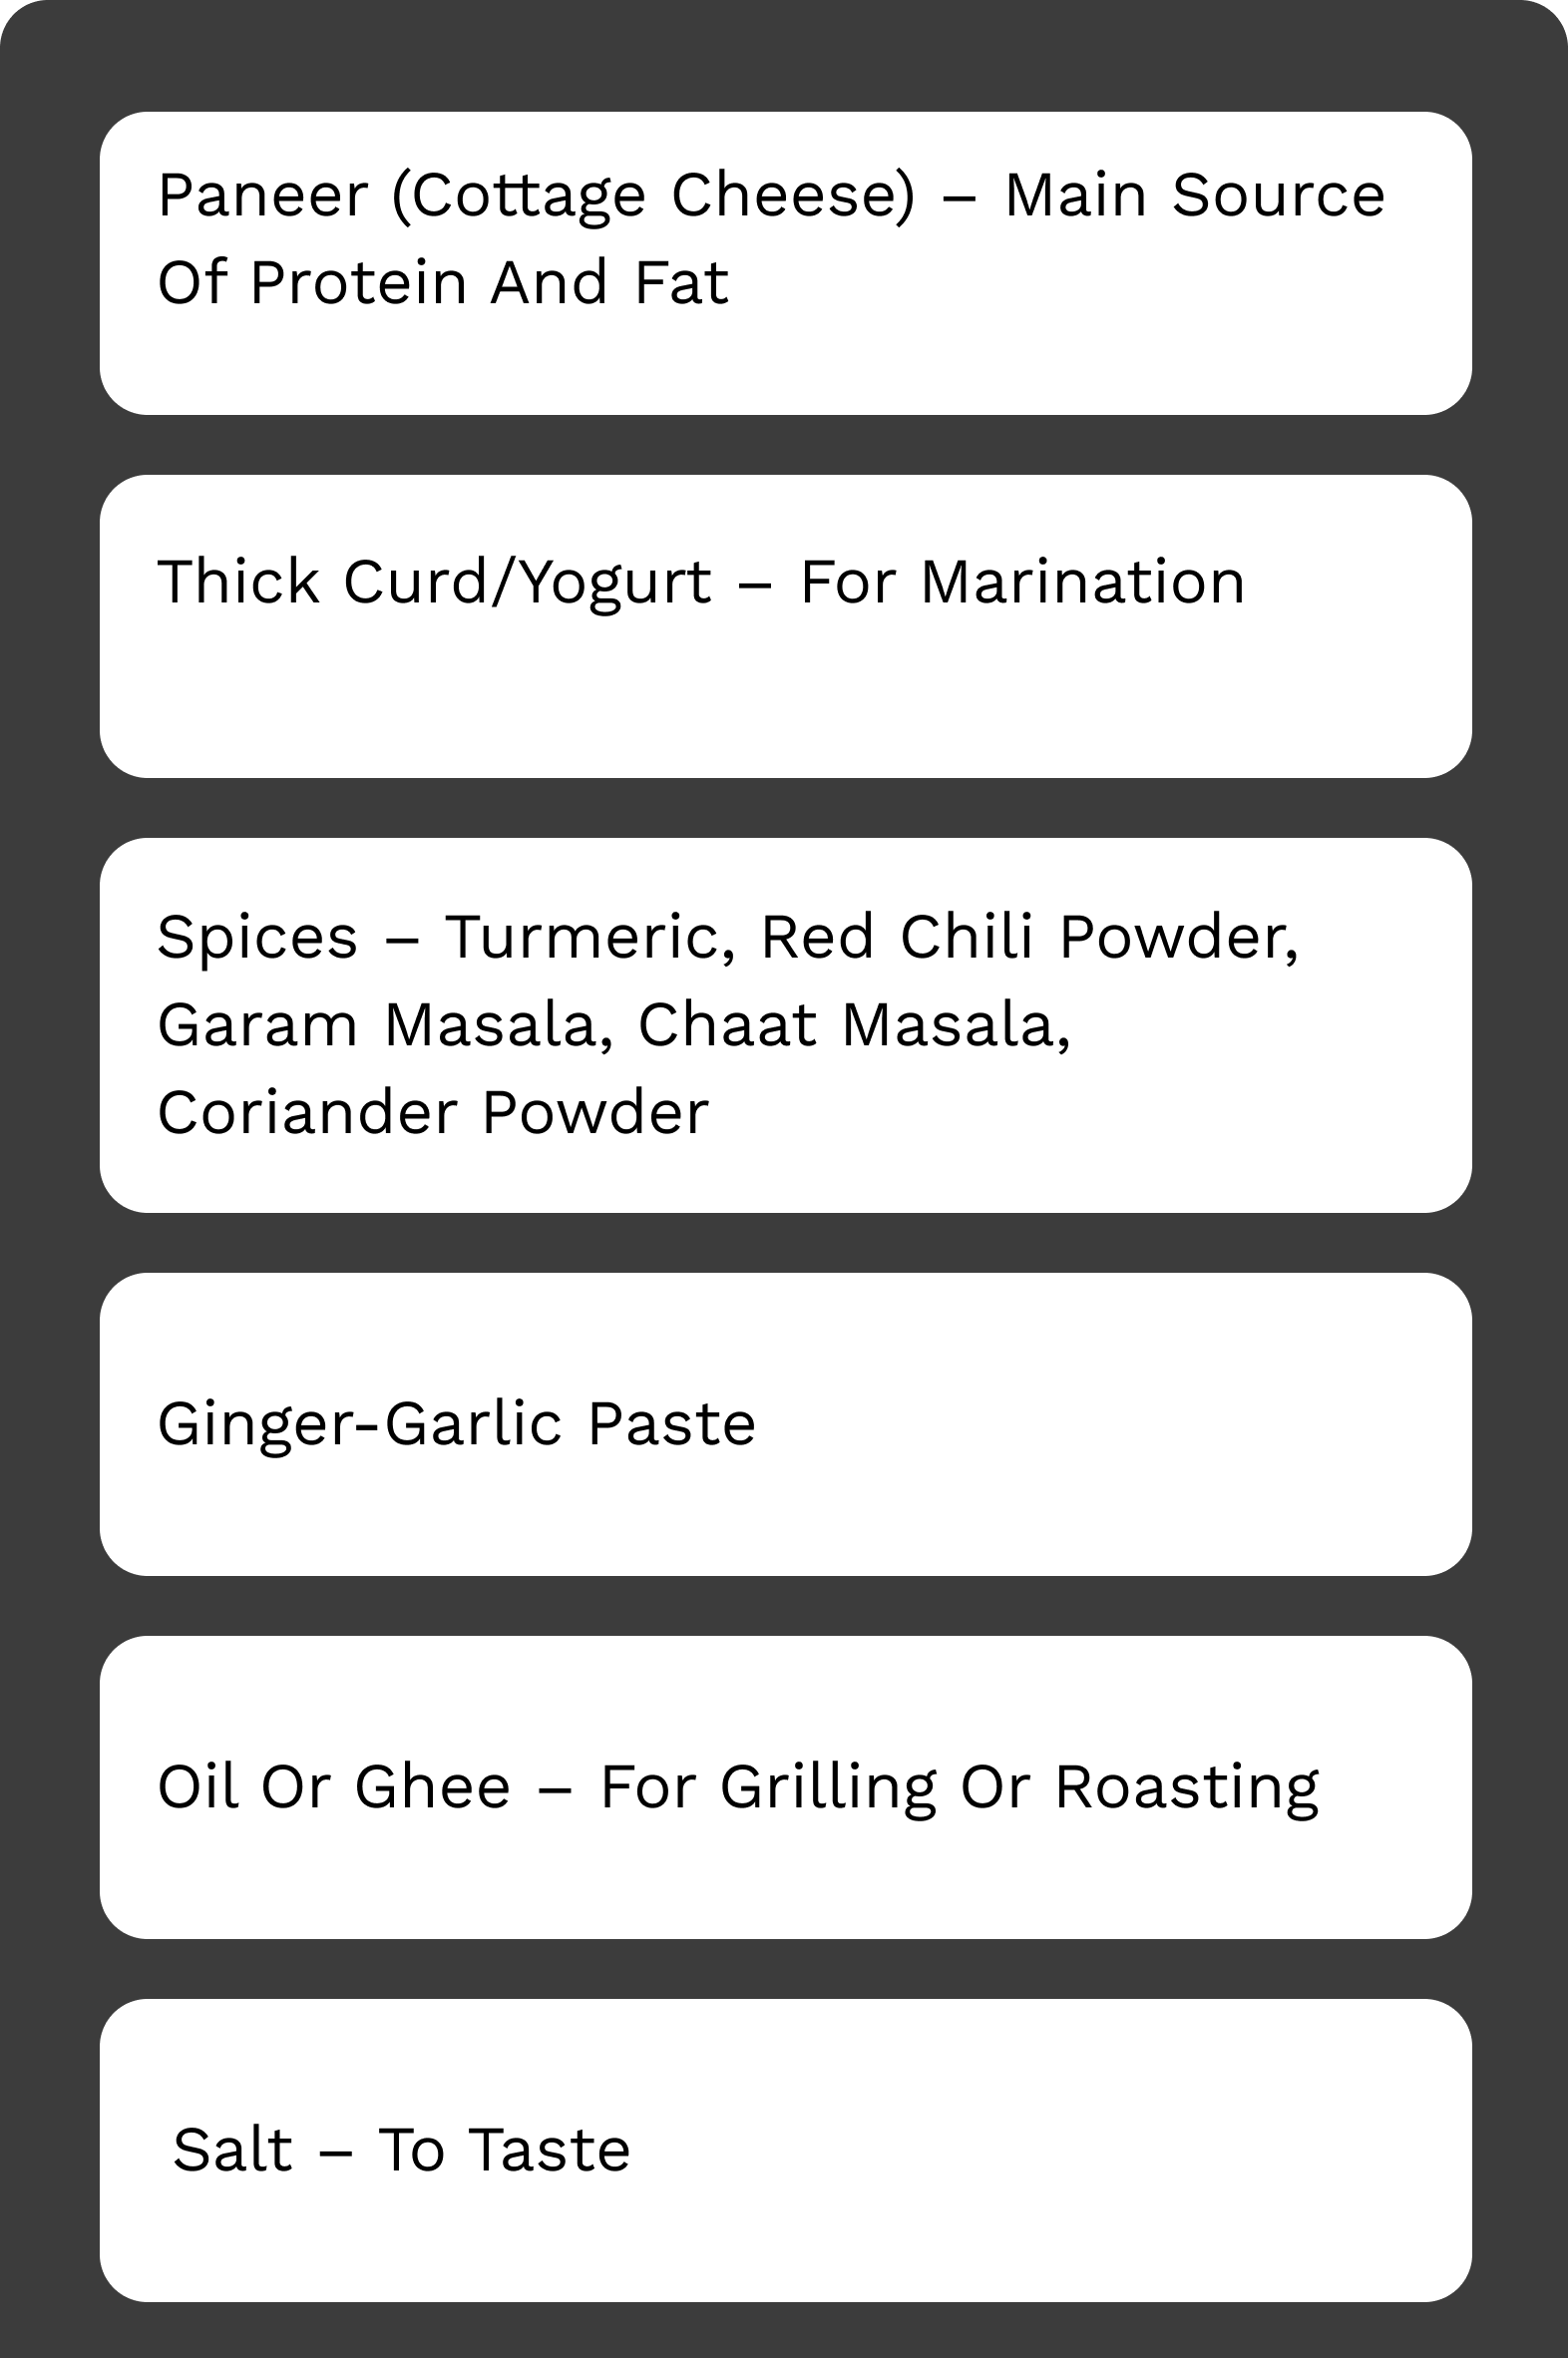 Paneer (Cottage Cheese) – Main Source
Of Protein And Fat
Thick Curd/Yogurt – For Marination
Spices – Turmeric, Red Chili Powder,
Garam Masala, Chaat Masala,
Coriander Powder
Ginger-Garlic Paste
Oil Or Ghee – For Grilling Or Roasting
Salt – To Taste